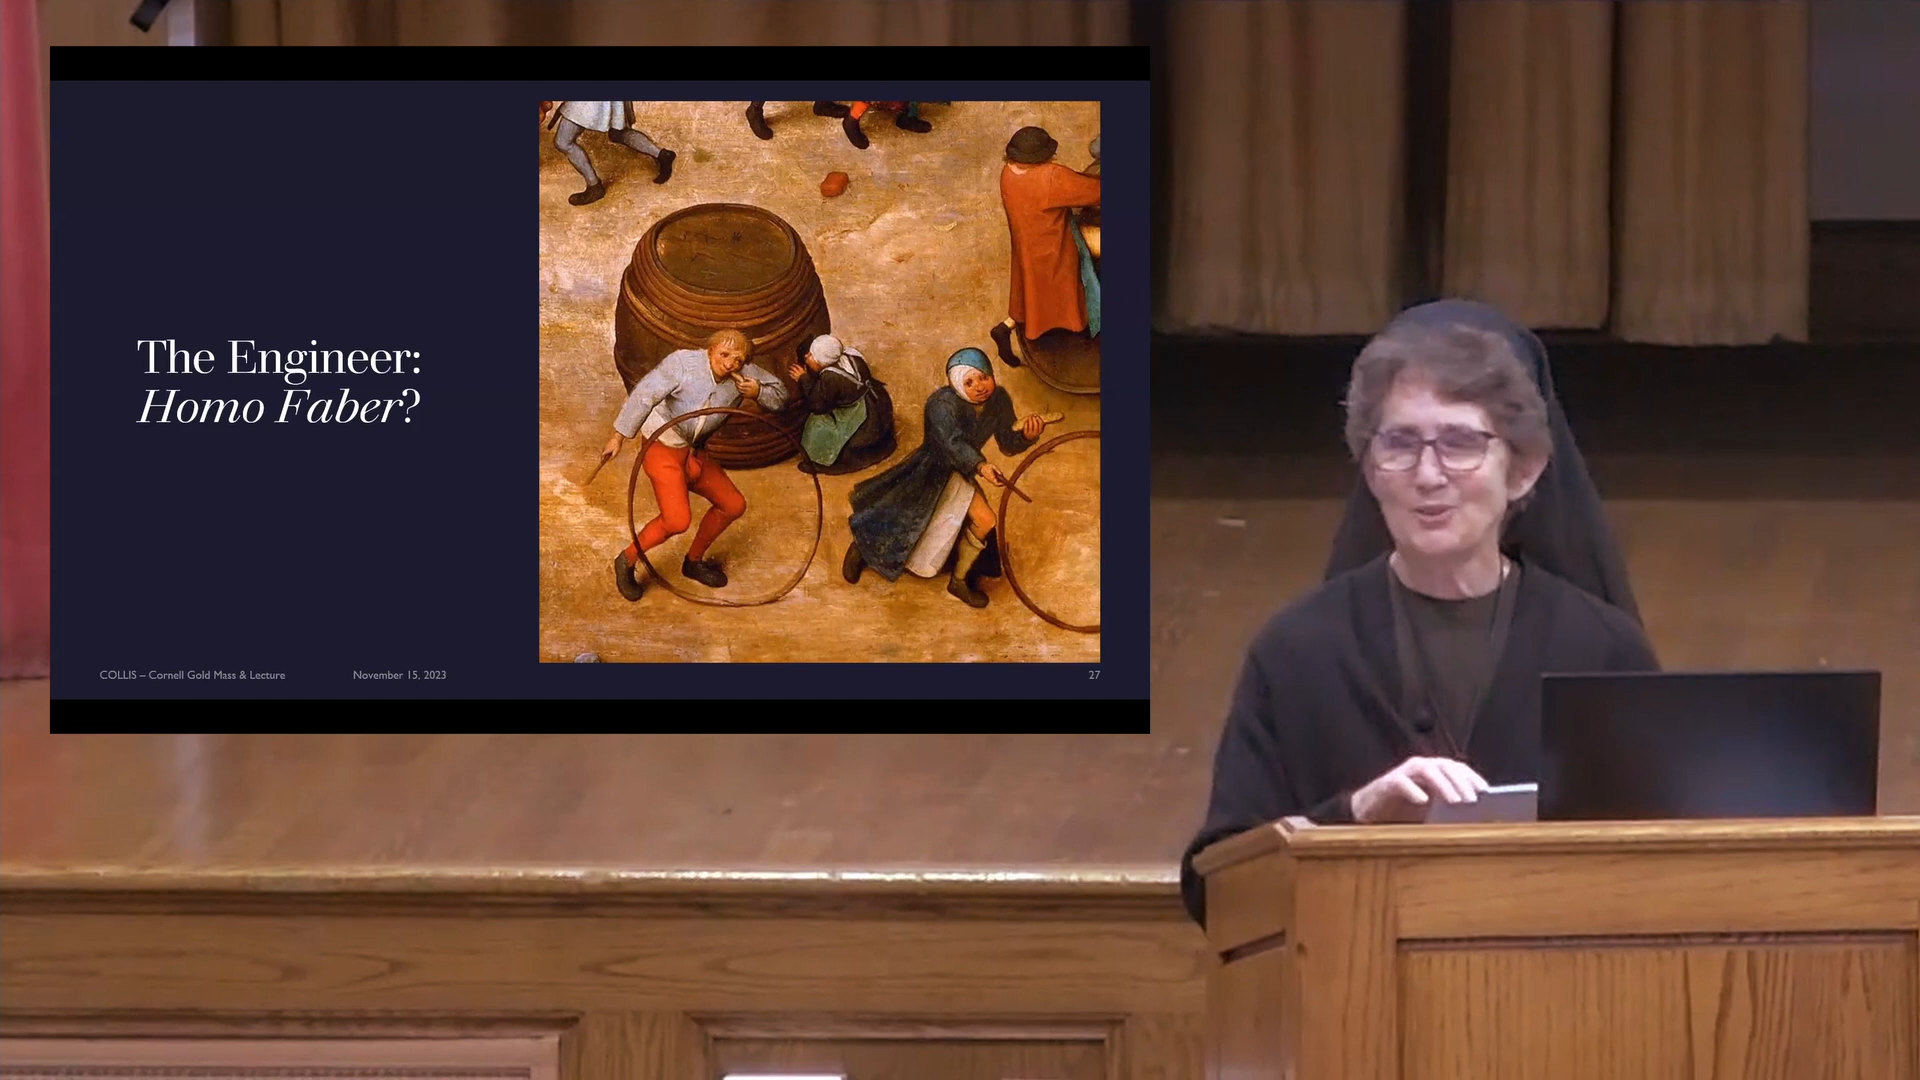 The Engineer:
Homo Faber?
COLLIS – Cornell Gold Mass & Lecture
November 15, 2023
27